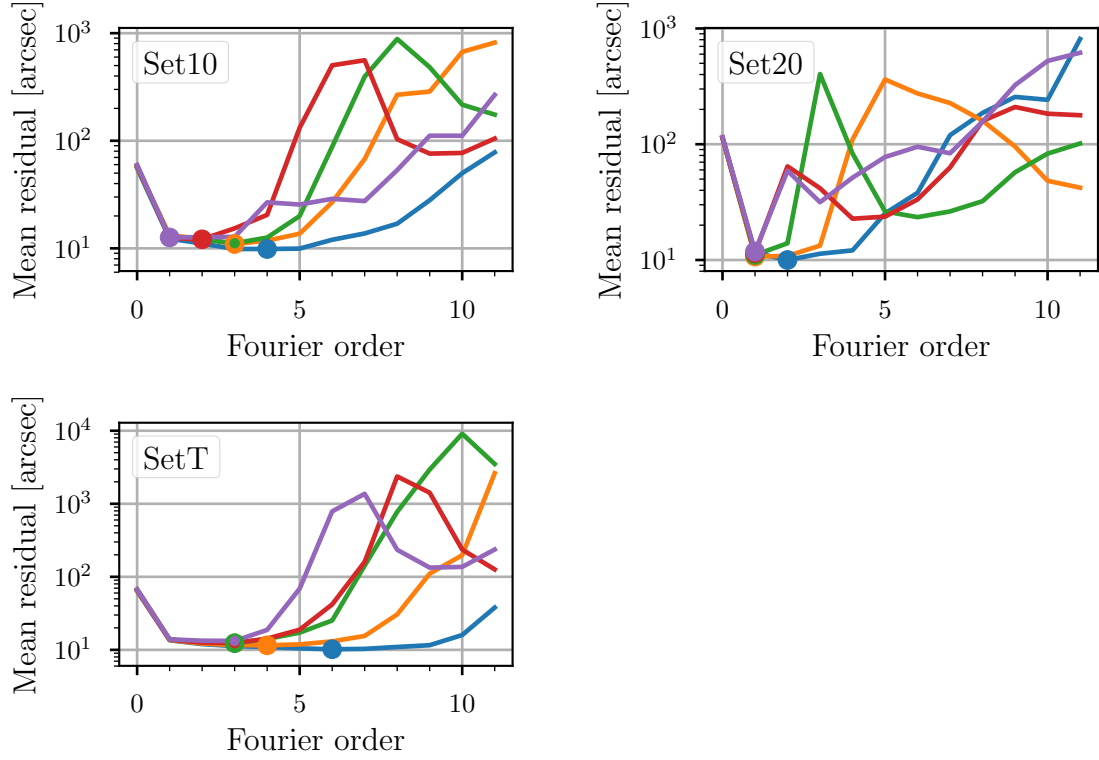 Set10
10³
10²
10¹
Mean residual [arcsec]
0 5 10
Fourier order
Set20
10³
10²
10¹
Mean residual [arcsec]
0 5 10
Fourier order
SetT
10⁴
10³
10²
10¹
Mean residual [arcsec]
0 5 10
Fourier order